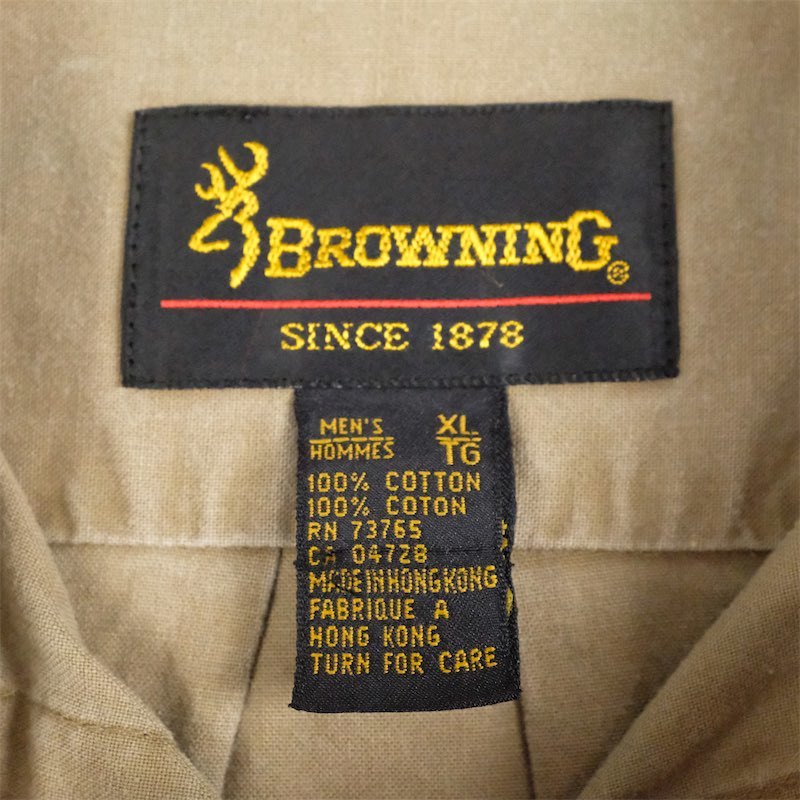 BROWNING®
SINCE 1878
MEN'S XL
HOMMES TG
100% COTTON
100% COTON
RN 73765
CA 04728
MADE IN HONG KONG
FABRIQUE A
HONG KONG
TURN FOR CARE